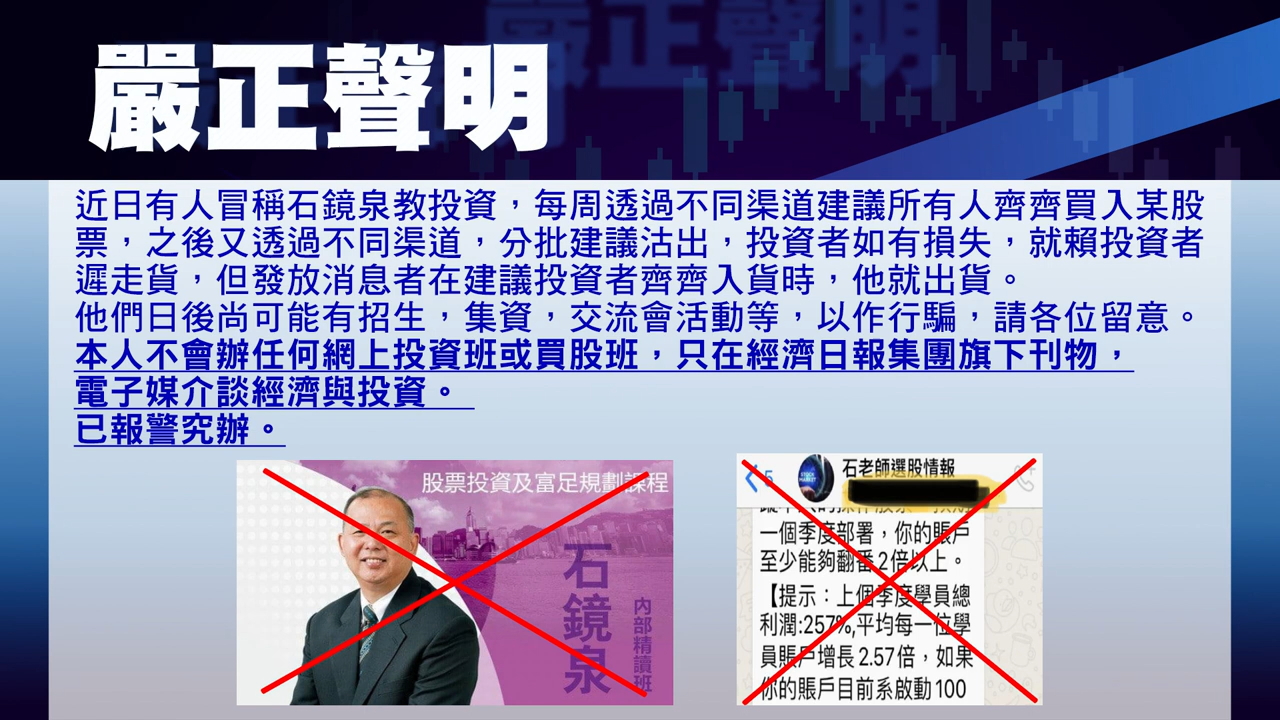 嚴正聲明
近日有人冒稱石鏡泉教投資，每周透過不同渠道建議所有人齊齊買入某股
票，之後又透過不同渠道，分批建議沽出，投資者如有損失，就賴投資者
遲走貨，但發放消息者在建議投資者齊齊入貨時，他就出貨。
他們日後尚可能有招生，集資，交流會活動等，以作行騙，請各位留意。
本人不會辦任何網上投資班或買股班，只在經濟日報集團旗下刊物，
電子媒介談經濟與投資。
已報警究辦。
股票投資及富足規劃課程
石鏡泉
內部精讀班
5
石老師選股情報
一個季度部署，你的賬戶
至少能夠翻番2倍以上。
【提示：上個季度學員總
利潤:257%,平均每一位學
員賬戶增長2.57倍，如果
你的賬戶目前系啟動100